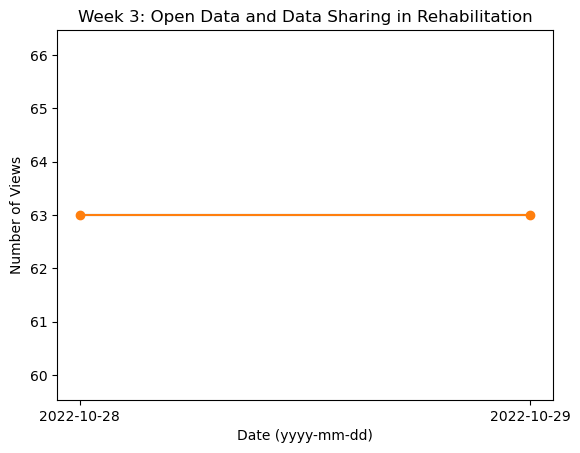 Week 3: Open Data and Data Sharing in Rehabilitation
66
65
64
63
62
61
60
Number of Views
2022-10-28 2022-10-29
Date (yyyy-mm-dd)